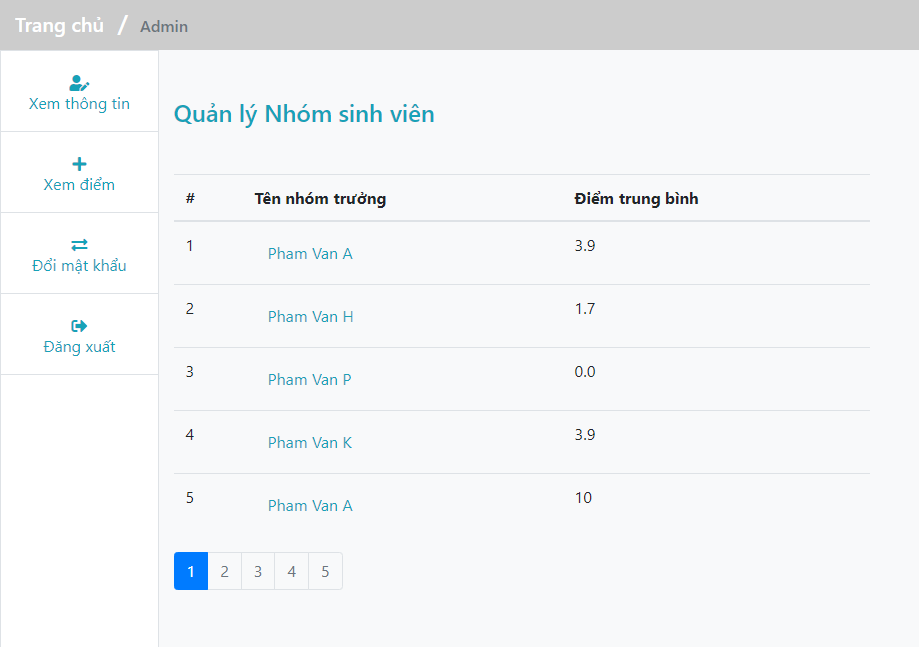 Trang chủ / Admin
Xem thông tin
Xem điểm
Đổi mật khẩu
Đăng xuất
Quản lý Nhóm sinh viên
# Tên nhóm trưởng Điểm trung bình
1 Pham Van A 3.9
2 Pham Van H 1.7
3 Pham Van P 0.0
4 Pham Van K 3.9
5 Pham Van A 10
1 2 3 4 5